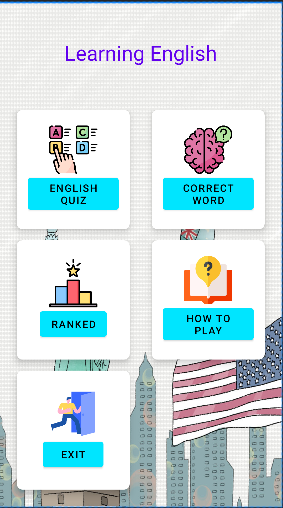 Learning English
A C
B D
ENGLISH
QUIZ
?
CORRECT
WORD
RANKED
?
HOW TO
PLAY
EXIT